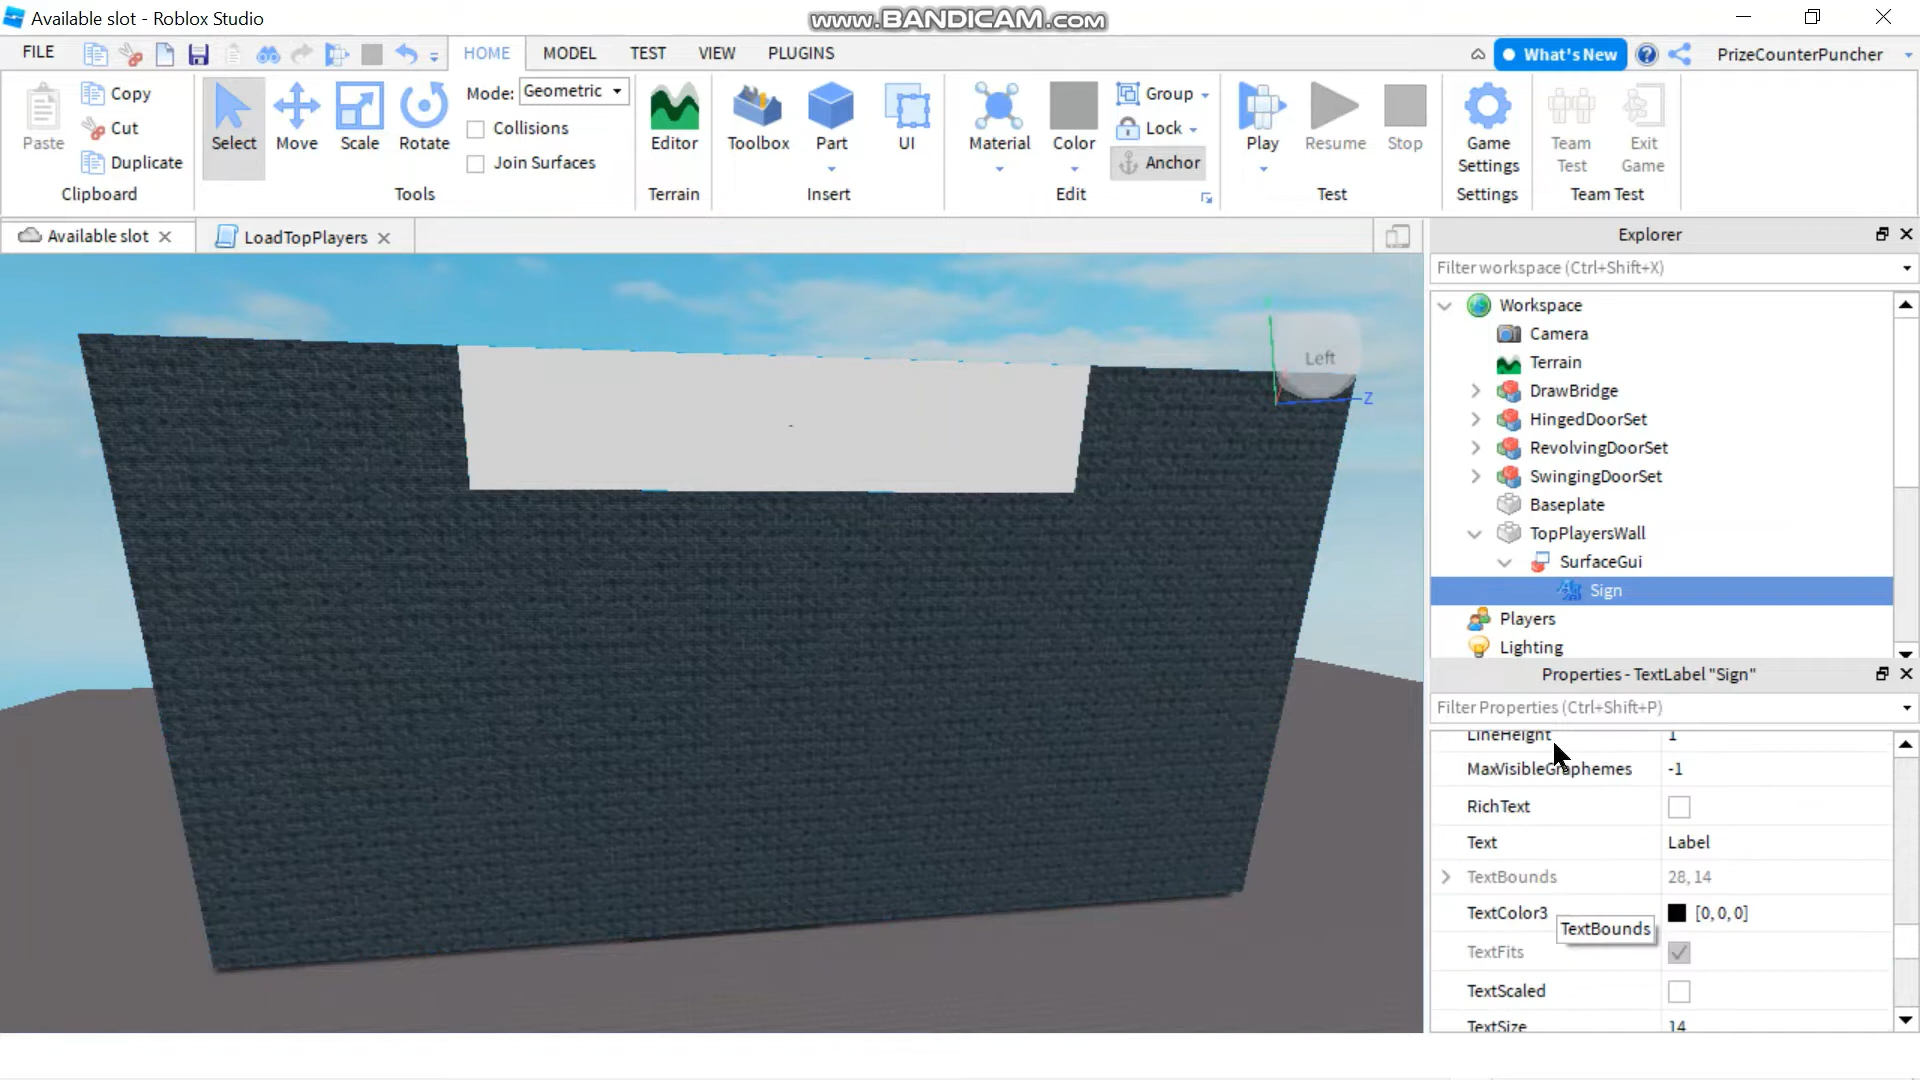 Available slot - Roblox Studio
www.BANDICAM.com
FILE
HOME
MODEL
TEST
VIEW
PLUGINS
What's New
PrizeCounterPuncher
Paste
Copy
Cut
Duplicate
Clipboard
Select
Move
Scale
Rotate
Mode: Geometric
Collisions
Join Surfaces
Tools
Editor
Terrain
Toolbox
Part
UI
Insert
Material
Color
Group
Lock
Anchor
Edit
Play
Resume
Stop
Test
Game Settings
Settings
Team Test
Exit Game
Team Test
Available slot
LoadTopPlayers
Left
Z
Explorer
Filter workspace (Ctrl+Shift+X)
Workspace
Camera
Terrain
DrawBridge
HingedDoorSet
RevolvingDoorSet
SwingingDoorSet
Baseplate
TopPlayersWall
SurfaceGui
Sign
Players
Lighting
Properties - TextLabel "Sign"
Filter Properties (Ctrl+Shift+P)
LineHeight 1
MaxVisibleGraphemes -1
RichText
Text Label
TextBounds 28, 14
TextColor3 [0, 0, 0]
TextBounds
TextFits
TextScaled
TextSize 14